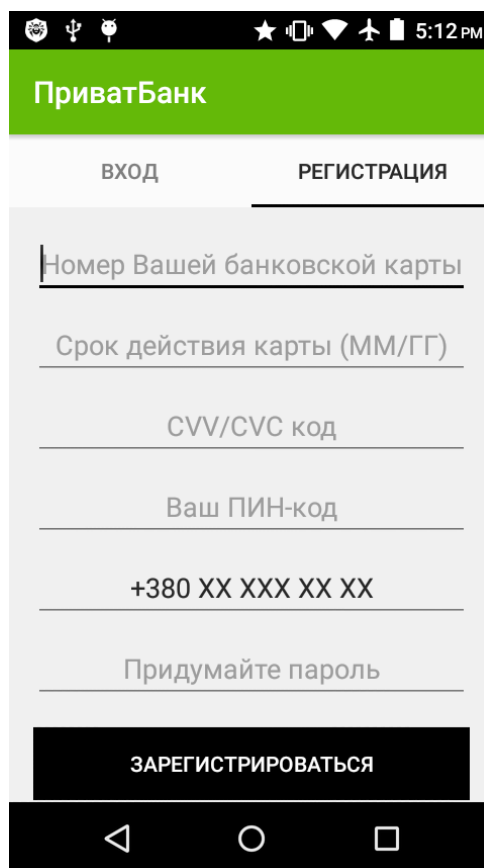 5:12 PM
ПриватБанк
ВХОД
РЕГИСТРАЦИЯ
Номер Вашей банковской карты
Срок действия карты (ММ/ГГ)
CVV/CVC код
Ваш ПИН-код
+380 XX XXX XX XX
Придумайте пароль
ЗАРЕГИСТРИРОВАТЬСЯ